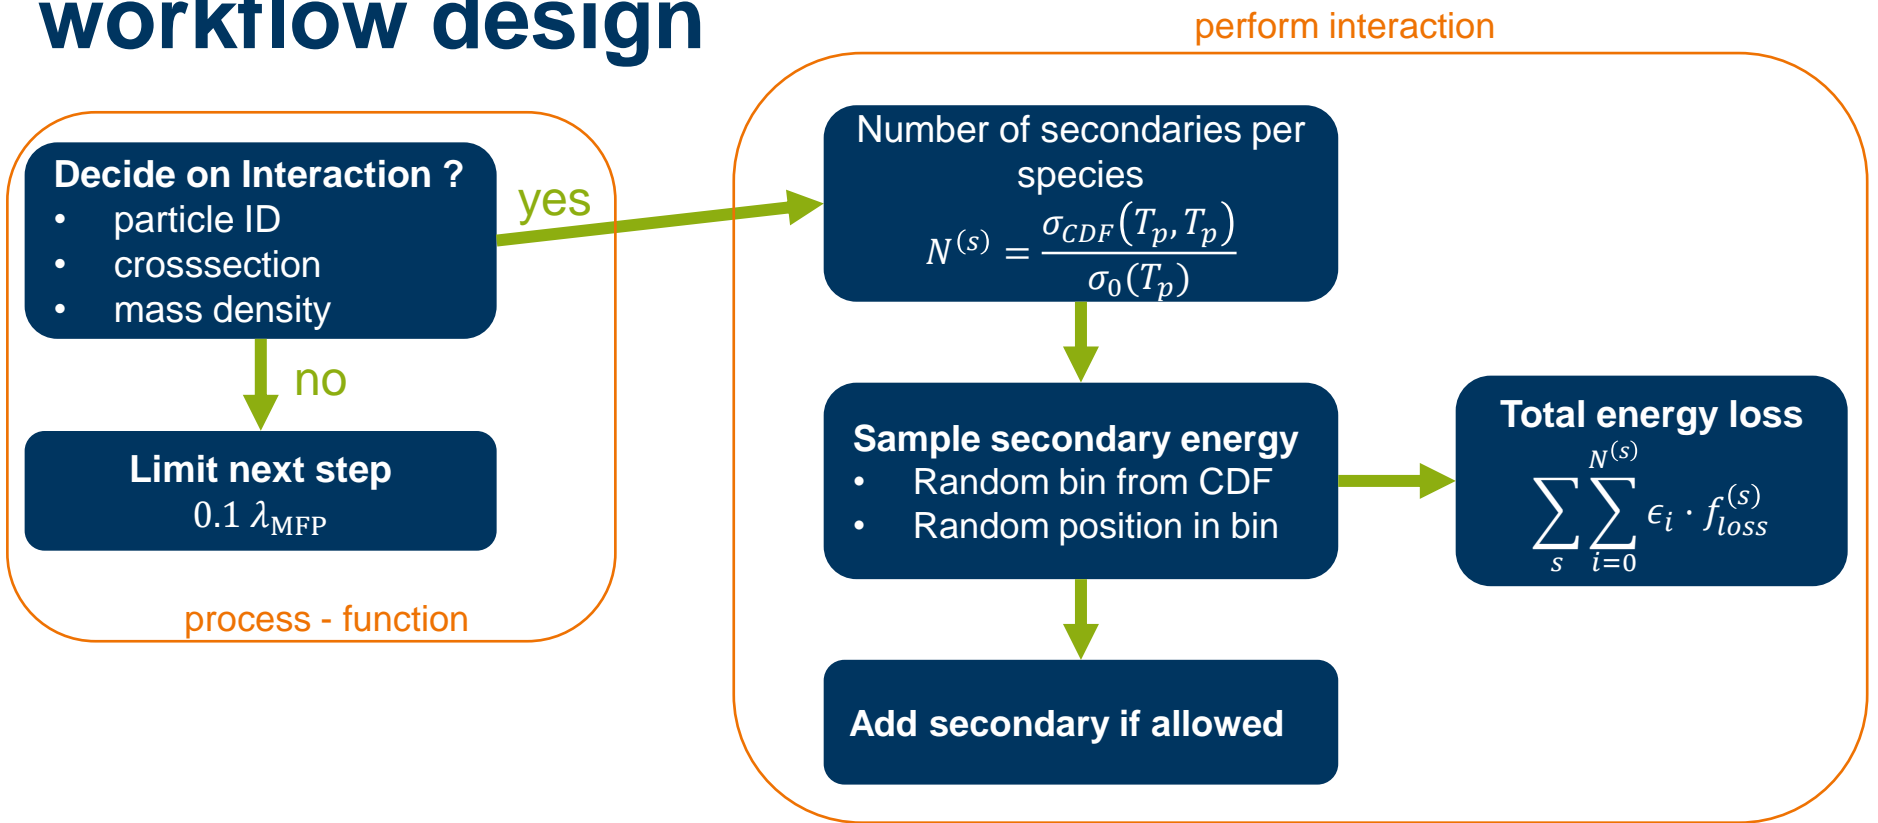 workflow design
perform interaction
Decide on Interaction ?
• particle ID
• crosssection
• mass density
yes
no
Limit next step
0.1 λ_MFP
process - function
Number of secondaries per
species
N^(s) = σ_CDF(T_p, T_p) / σ_0(T_p)
Sample secondary energy
• Random bin from CDF
• Random position in bin
Total energy loss
∑_s ∑_{i=0}^{N^(s)} ϵ_i · f_loss^(s)
Add secondary if allowed